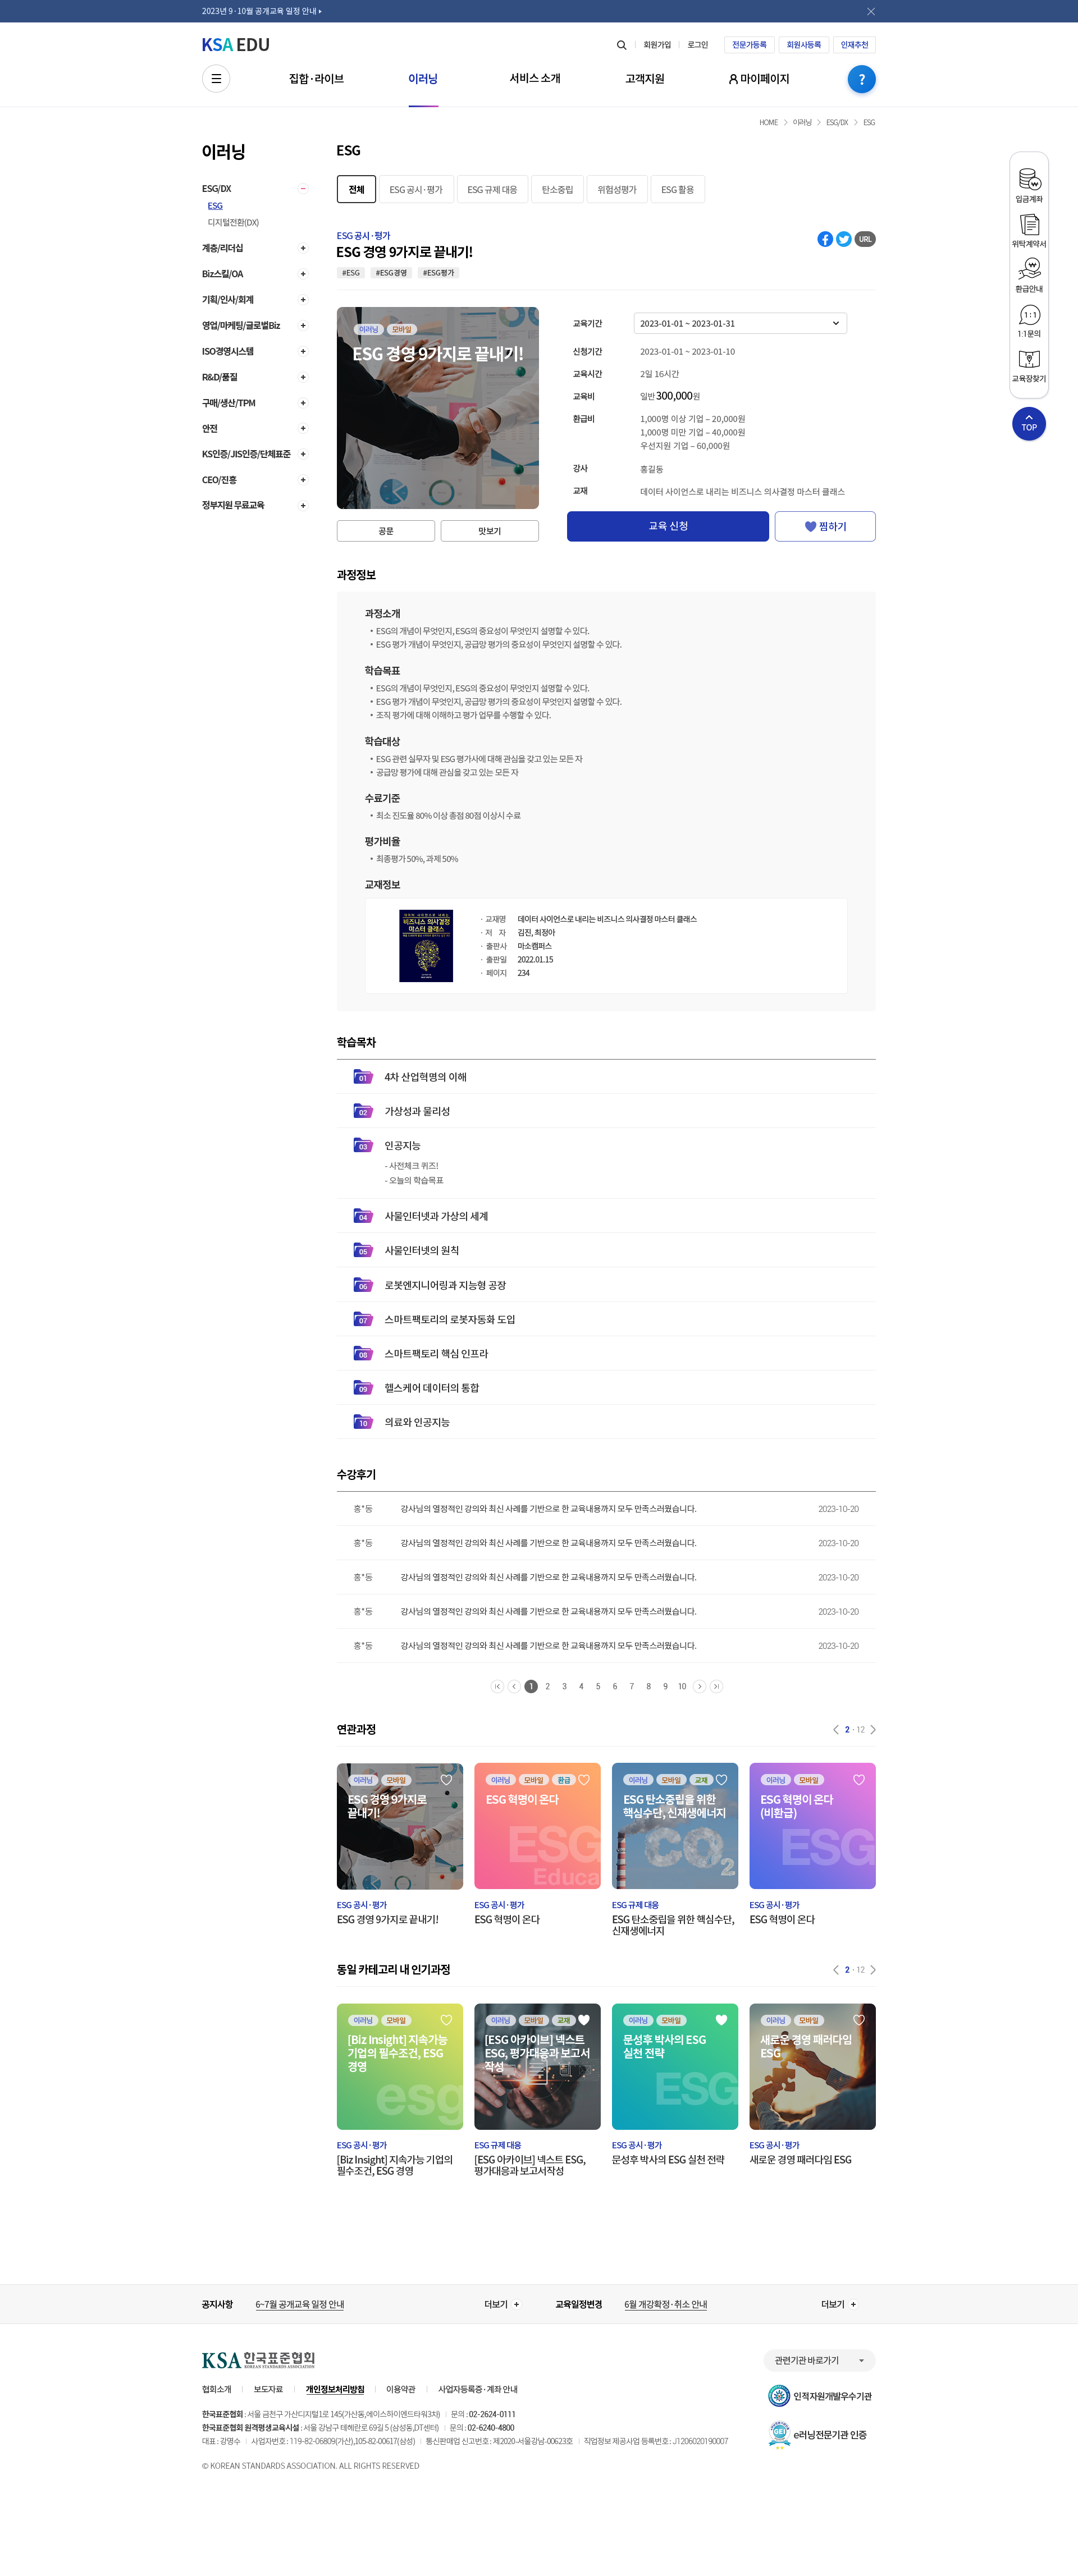 2023년 9·10월 공개교육 일정 안내
KSA EDU
회원가입
로그인
전문가등록
회원사등록
인재추천
집합·라이브
이러닝
서비스 소개
고객지원
마이페이지
?
HOME > 이러닝 > ESG/DX > ESG
이러닝
ESG/DX
ESG
디지털전환(DX)
계층/리더십
Biz스킬/OA
기획/인사/회계
영업/마케팅/글로벌Biz
ISO경영시스템
R&D/품질
구매/생산/TPM
안전
KS인증/JIS인증/단체표준
CEO/진흥
정부지원 무료교육
ESG
전체
ESG 공시·평가
ESG 규제 대응
탄소중립
위험성평가
ESG 활용
ESG 공시·평가
ESG 경영 9가지로 끝내기!
#ESG
#ESG경영
#ESG평가
URL
이러닝
모바일
ESG 경영 9가지로 끝내기!
공문
맛보기
교육기간 2023-01-01 ~ 2023-01-31
신청기간 2023-01-01 ~ 2023-01-10
교육시간 2일 16시간
교육비 일반 300,000원
환급비 1,000명 이상 기업 – 20,000원
1,000명 미만 기업 – 40,000원
우선지원 기업 – 60,000원
강사 홍길동
교재 데이터 사이언스로 내리는 비즈니스 의사결정 마스터 클래스
교육 신청
찜하기
입금계좌
위탁계약서
환급안내
1:1
1:1문의
교육장찾기
TOP
과정정보
과정소개
• ESG의 개념이 무엇인지, ESG의 중요성이 무엇인지 설명할 수 있다.
• ESG 평가 개념이 무엇인지, 공급망 평가의 중요성이 무엇인지 설명할 수 있다.
학습목표
• ESG의 개념이 무엇인지, ESG의 중요성이 무엇인지 설명할 수 있다.
• ESG 평가 개념이 무엇인지, 공급망 평가의 중요성이 무엇인지 설명할 수 있다.
• 조직 평가에 대해 이해하고 평가 업무를 수행할 수 있다.
학습대상
• ESG 관련 실무자 및 ESG 평가사에 대해 관심을 갖고 있는 모든 자
• 공급망 평가에 대해 관심을 갖고 있는 모든 자
수료기준
• 최소 진도율 80% 이상 총점 80점 이상시 수료
평가비율
• 최종평가 50%, 과제 50%
교재정보
비즈니스 의사결정
마스터 클래스
· 교재명 데이터 사이언스로 내리는 비즈니스 의사결정 마스터 클래스
· 저 자 김진, 최정아
· 출판사 마소캠퍼스
· 출판일 2022.01.15
· 페이지 234
학습목차
01 4차 산업혁명의 이해
02 가상성과 물리성
03 인공지능
- 사전체크 퀴즈!
- 오늘의 학습목표
04 사물인터넷과 가상의 세계
05 사물인터넷의 원칙
06 로봇엔지니어링과 지능형 공장
07 스마트팩토리의 로봇자동화 도입
08 스마트팩토리 핵심 인프라
09 헬스케어 데이터의 통합
10 의료와 인공지능
수강후기
홍*동 강사님의 열정적인 강의와 최신 사례를 기반으로 한 교육내용까지 모두 만족스러웠습니다. 2023-10-20
홍*동 강사님의 열정적인 강의와 최신 사례를 기반으로 한 교육내용까지 모두 만족스러웠습니다. 2023-10-20
홍*동 강사님의 열정적인 강의와 최신 사례를 기반으로 한 교육내용까지 모두 만족스러웠습니다. 2023-10-20
홍*동 강사님의 열정적인 강의와 최신 사례를 기반으로 한 교육내용까지 모두 만족스러웠습니다. 2023-10-20
홍*동 강사님의 열정적인 강의와 최신 사례를 기반으로 한 교육내용까지 모두 만족스러웠습니다. 2023-10-20
1 2 3 4 5 6 7 8 9 10
연관과정
2 - 12
이러닝 모바일
ESG 경영 9가지로
끝내기!
ESG 공시·평가
ESG 경영 9가지로 끝내기!
이러닝 모바일 환급
ESG 혁명이 온다
ESG
Educa
ESG 공시·평가
ESG 혁명이 온다
이러닝 모바일 교재
ESG 탄소중립을 위한
핵심수단, 신재생에너지
CO2
ESG 규제 대응
ESG 탄소중립을 위한 핵심수단,
신재생에너지
이러닝 모바일
ESG 혁명이 온다
(비환급)
ESG
ESG 공시·평가
ESG 혁명이 온다
동일 카테고리 내 인기과정
2 - 12
이러닝 모바일
[Biz Insight] 지속가능
기업의 필수조건, ESG
경영
esg
ESG 공시·평가
[Biz Insight] 지속가능 기업의
필수조건, ESG 경영
이러닝 모바일 교재
[ESG 아카이브] 넥스트
ESG, 평가대응과 보고서
작성
ESG 규제 대응
[ESG 아카이브] 넥스트 ESG,
평가대응과 보고서작성
이러닝 모바일
문성후 박사의 ESG
실천 전략
ESG
ESG 공시·평가
문성후 박사의 ESG 실천 전략
이러닝 모바일
새로운 경영 패러다임
ESG
ESG 공시·평가
새로운 경영 패러다임 ESG
공지사항
6~7월 공개교육 일정 안내
더보기 +
교육일정변경
6월 개강확정·취소 안내
더보기 +
KSA 한국표준협회
KOREAN STANDARDS ASSOCIATION
관련기관 바로가기
협회소개
보도자료
개인정보처리방침
이용약관
사업자등록증·계좌 안내
인적자원개발우수기관
GEI
e러닝전문기관 인증
한국표준협회 : 서울 금천구 가산디지털1로 145(가산동,에이스하이엔드타워3차) | 문의 : 02-2624-0111
한국표준협회 원격평생교육시설 : 서울 강남구 테헤란로 69길 5 (삼성동,DT센터) | 문의 : 02-6240-4800
대표 : 강명수 | 사업자번호 : 119-82-06809(가산),105-82-00617(삼성) | 통신판매업 신고번호 : 제2020-서울강남-00623호 | 직업정보 제공사업 등록번호 : J1206020190007
© KOREAN STANDARDS ASSOCIATION. ALL RIGHTS RESERVED